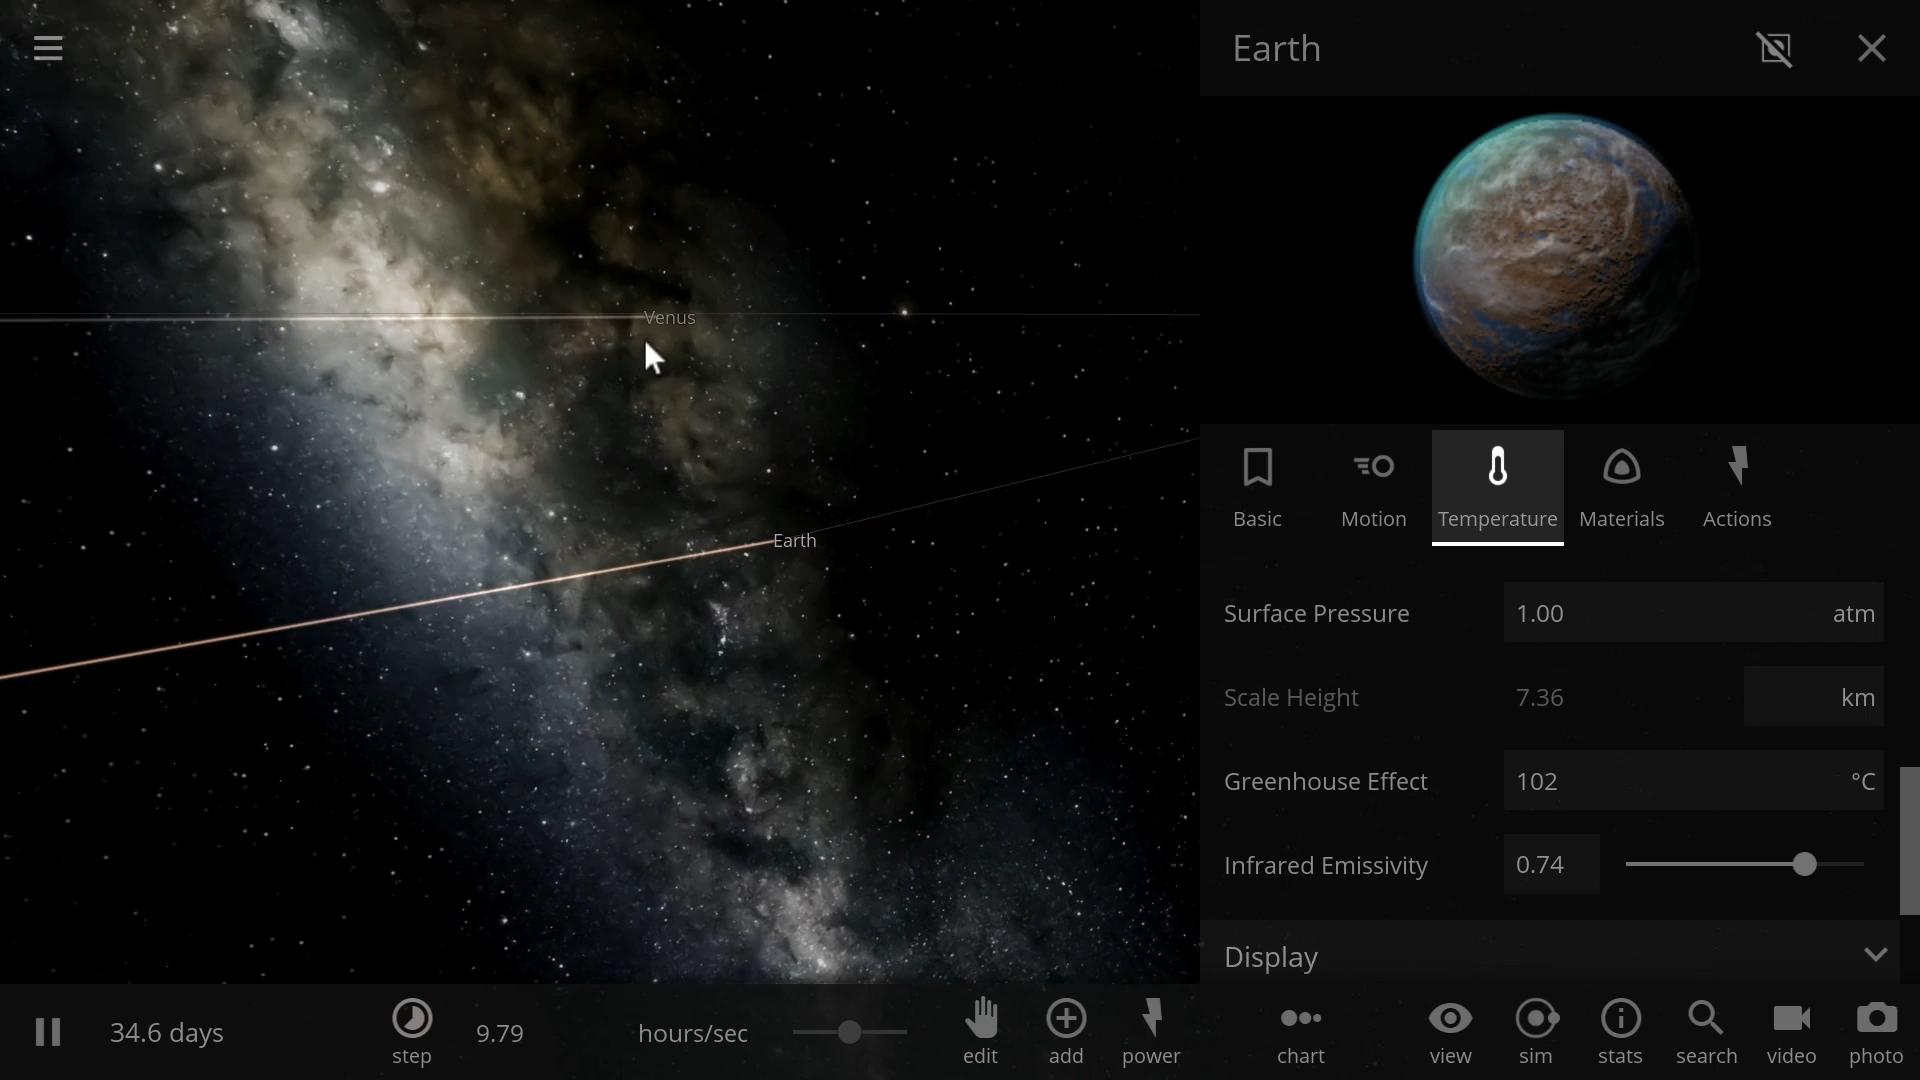 Earth
Venus
Earth
Basic
Motion
Temperature
Materials
Actions
Surface Pressure 1.00 atm
Scale Height 7.36 km
Greenhouse Effect 102 °C
Infrared Emissivity 0.74
Display
34.6 days
step
9.79 hours/sec
edit
add
power
chart
view
sim
stats
search
video
photo